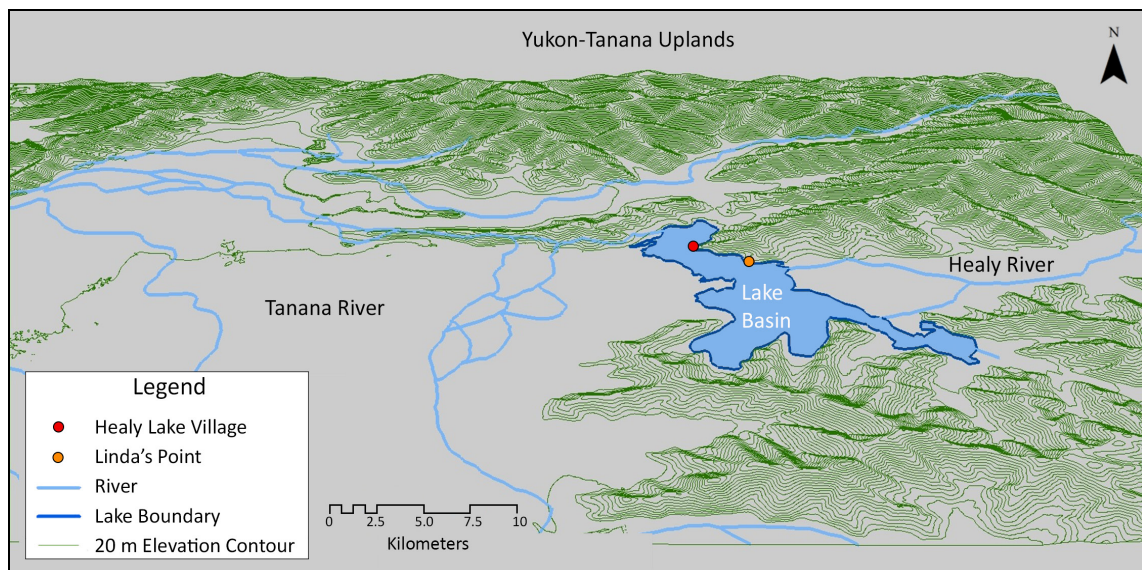 Yukon-Tanana Uplands
N
Healy River
Lake
Basin
Tanana River
Legend
Healy Lake Village
Linda's Point
River
Lake Boundary
20 m Elevation Contour
0 2.5 5.0 7.5 10
Kilometers